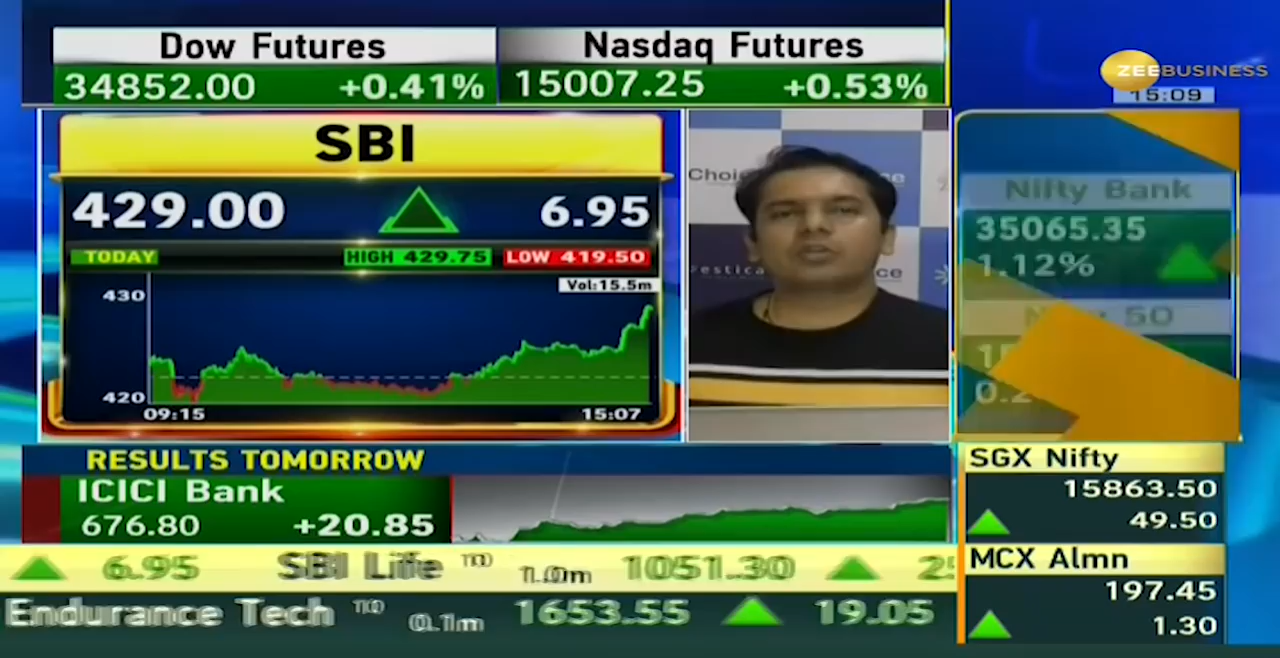 Dow Futures
34852.00 +0.41%
Nasdaq Futures
15007.25 +0.53%
ZEEBUSINESS
15:09
SBI
429.00 6.95
TODAY HIGH 429.75 LOW 419.50
Vol:15.5m
430
420
09:15 15:07
Nifty Bank
35065.35
1.12%
50
RESULTS TOMORROW
ICICI Bank
676.80 +20.85
SGX Nifty
15863.50
49.50
MCX Almn
197.45
1.30
6.95 SBI Life 1.0m 1051.30
Endurance Tech 0.1m 1653.55 19.05